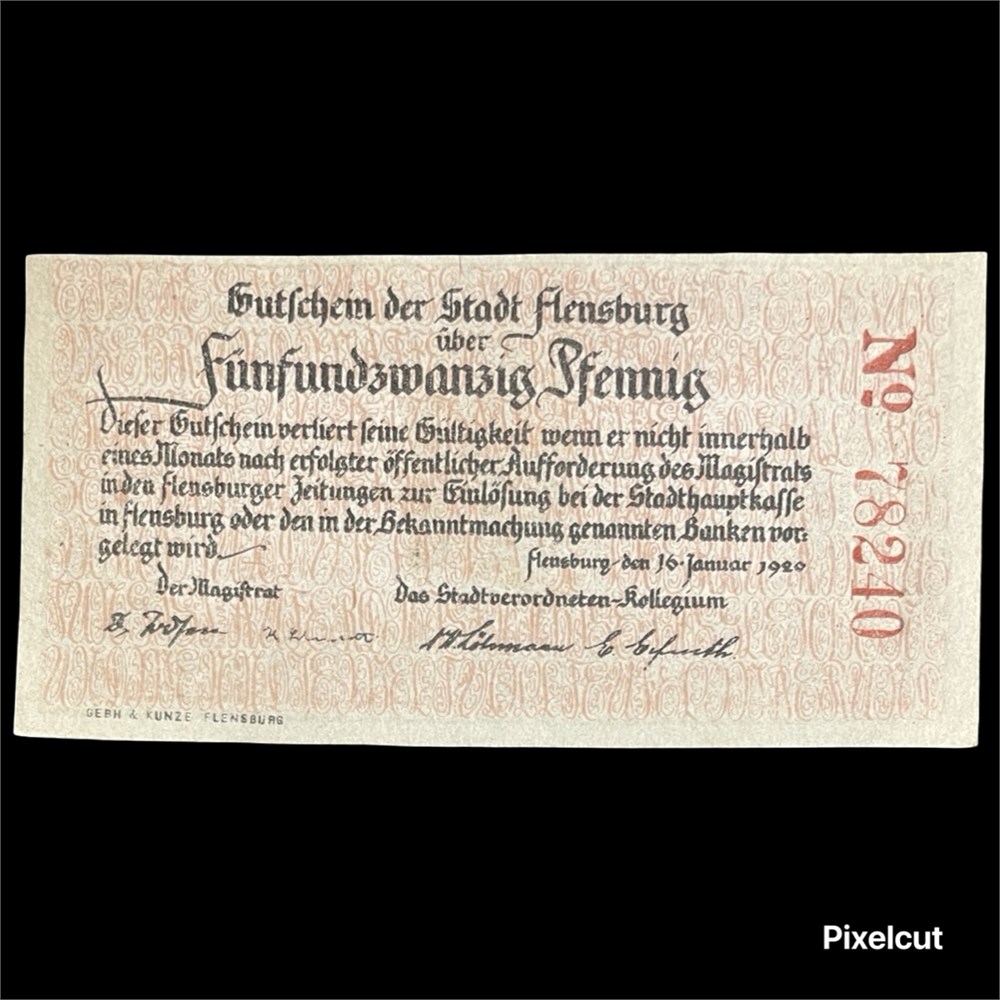 Gutschein der Stadt Flensburg
über
Fünfundzwanzig Pfennig
Dieser Gutschein verliert seine Gültigkeit wenn er nicht innerhalb
eines Monats nach erfolgter öffentlicher Aufforderung des Magistrats
in den Flensburger Zeitungen zur Einlösung bei der Stadthauptkasse
in Flensburg oder den in der Bekanntmachung genannten Banken vor-
gelegt wird.
Flensburg den 16. Januar 1920
Der Magistrat
Das Stadtverordneten-Kollegium
GEBH & KUNZE FLENSBURG
No 78240
Pixelcut